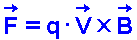 F⃗ = q · V⃗ × B⃗